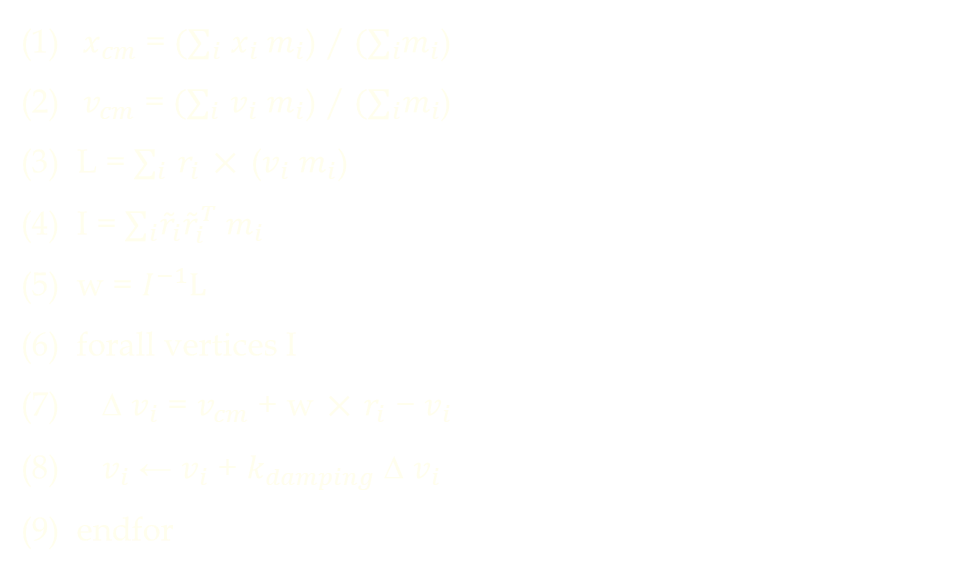 (1) x_cm = (∑_i x_i m_i) / (∑_i m_i)
(2) v_cm = (∑_i v_i m_i) / (∑_i m_i)
(3) L = ∑_i r_i × (v_i m_i)
(4) I = ∑_i r̃_i r̃_i^T m_i
(5) w = I^−1 L
(6) forall vertices I
(7) Δ v_i = v_cm + w × r_i − v_i
(8) v_i ← v_i + k_damping Δ v_i
(9) endfor